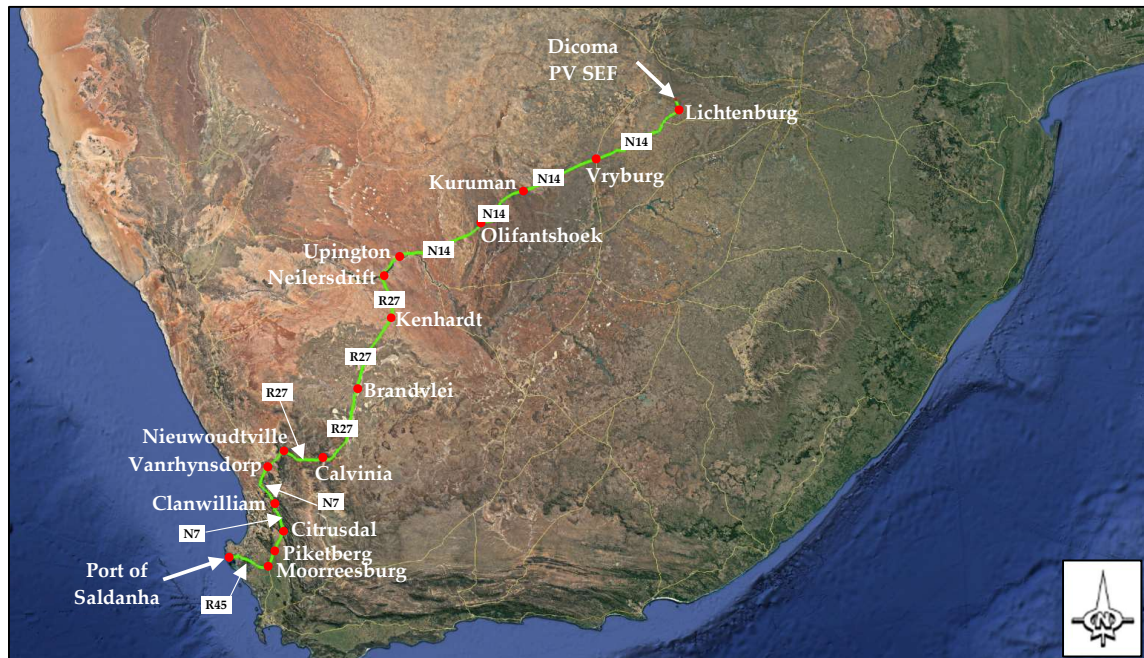 Dicoma
PV SEF
Lichtenburg
N14
Vryburg
N14
Kuruman
N14
Olifantshoek
Upington
N14
Neilersdrift
R27
Kenhardt
R27
Brandvlei
R27
R27
Nieuwoudtville
Calvinia
Vanrhynsdorp
N7
Clanwilliam
N7
Citrusdal
Piketberg
Moorreesburg
Port of
Saldanha
R45